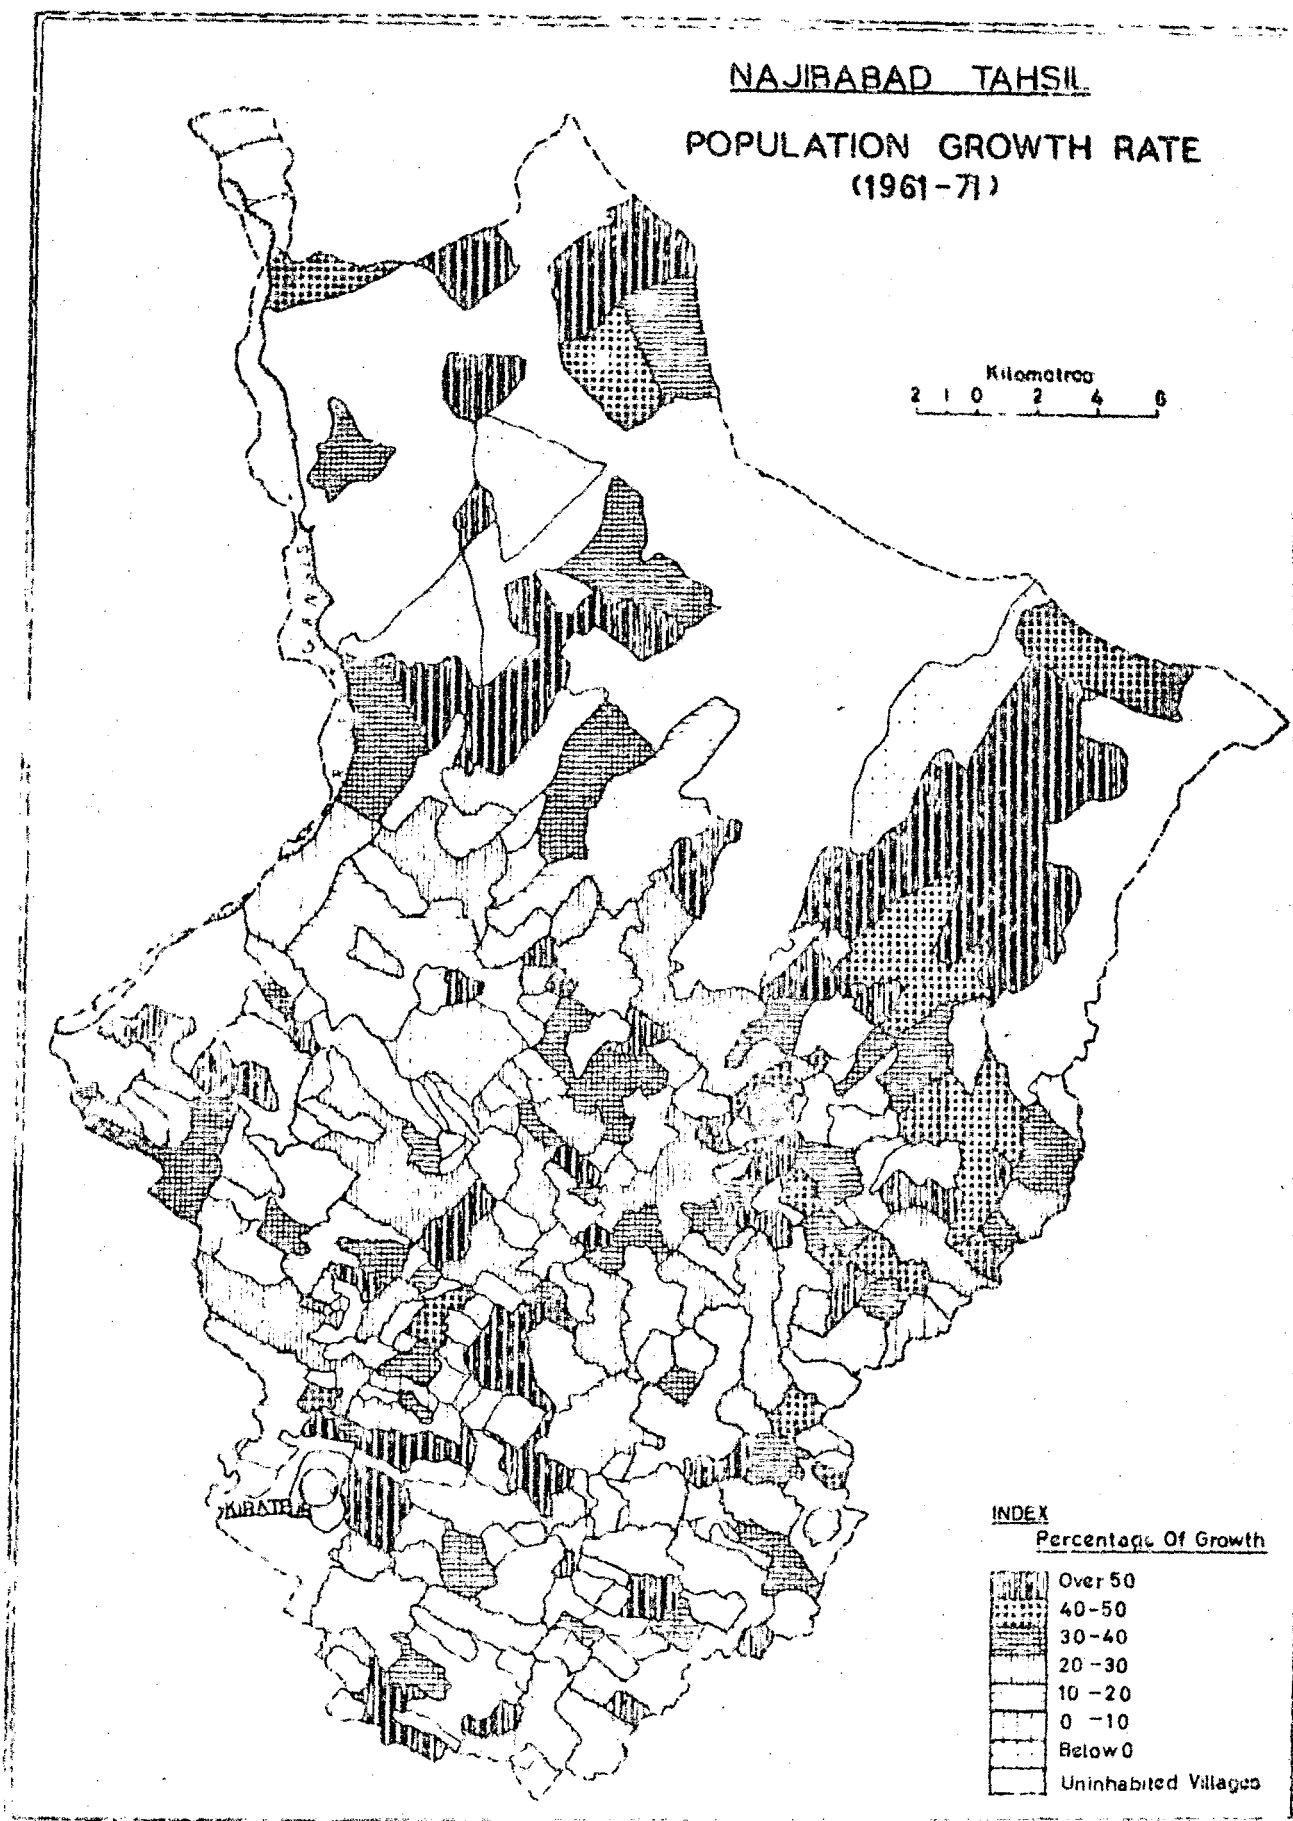 NAJIBABAD TAHSIL
POPULATION GROWTH RATE
(1961-71)
Kilometres
2 1 0 2 4 6
KIRATPUR
INDEX
Percentage Of Growth
Over 50
40-50
30-40
20-30
10-20
0-10
Below 0
Uninhabited Villages